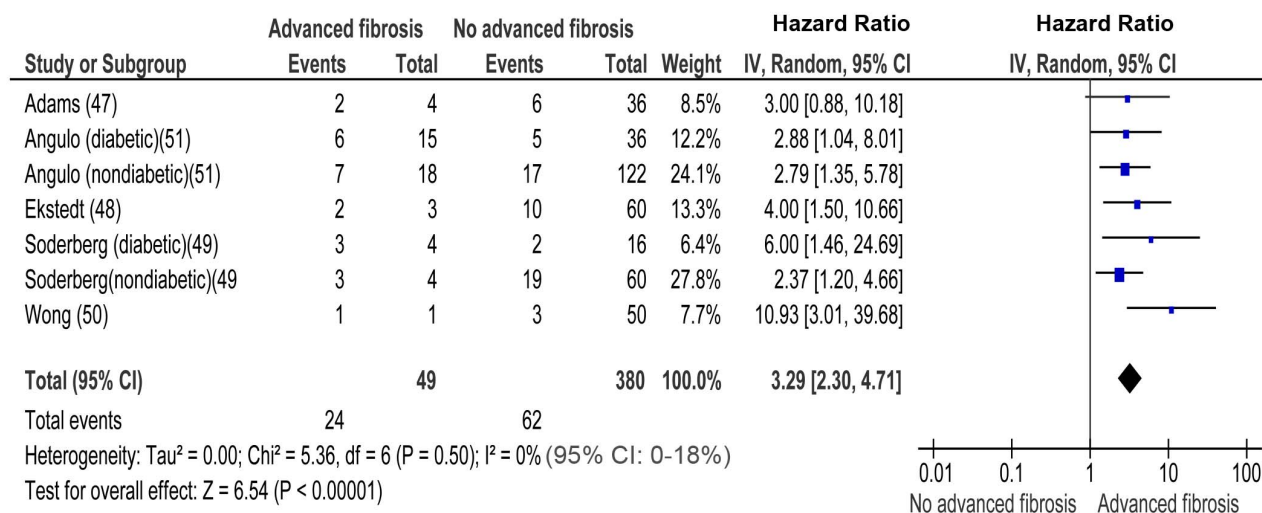 Advanced fibrosis No advanced fibrosis Hazard Ratio Hazard Ratio
Study or Subgroup Events Total Events Total Weight IV, Random, 95% CI IV, Random, 95% CI
Adams (47) 2 4 6 36 8.5% 3.00 [0.88, 10.18]
Angulo (diabetic)(51) 6 15 5 36 12.2% 2.88 [1.04, 8.01]
Angulo (nondiabetic)(51) 7 18 17 122 24.1% 2.79 [1.35, 5.78]
Ekstedt (48) 2 3 10 60 13.3% 4.00 [1.50, 10.66]
Soderberg (diabetic)(49) 3 4 2 16 6.4% 6.00 [1.46, 24.69]
Soderberg(nondiabetic)(49 3 4 19 60 27.8% 2.37 [1.20, 4.66]
Wong (50) 1 1 3 50 7.7% 10.93 [3.01, 39.68]
Total (95% CI) 49 380 100.0% 3.29 [2.30, 4.71]
Total events 24 62
Heterogeneity: Tau² = 0.00; Chi² = 5.36, df = 6 (P = 0.50); I² = 0% (95% CI: 0-18%)
Test for overall effect: Z = 6.54 (P < 0.00001)
0.01 0.1 1 10 100
No advanced fibrosis Advanced fibrosis